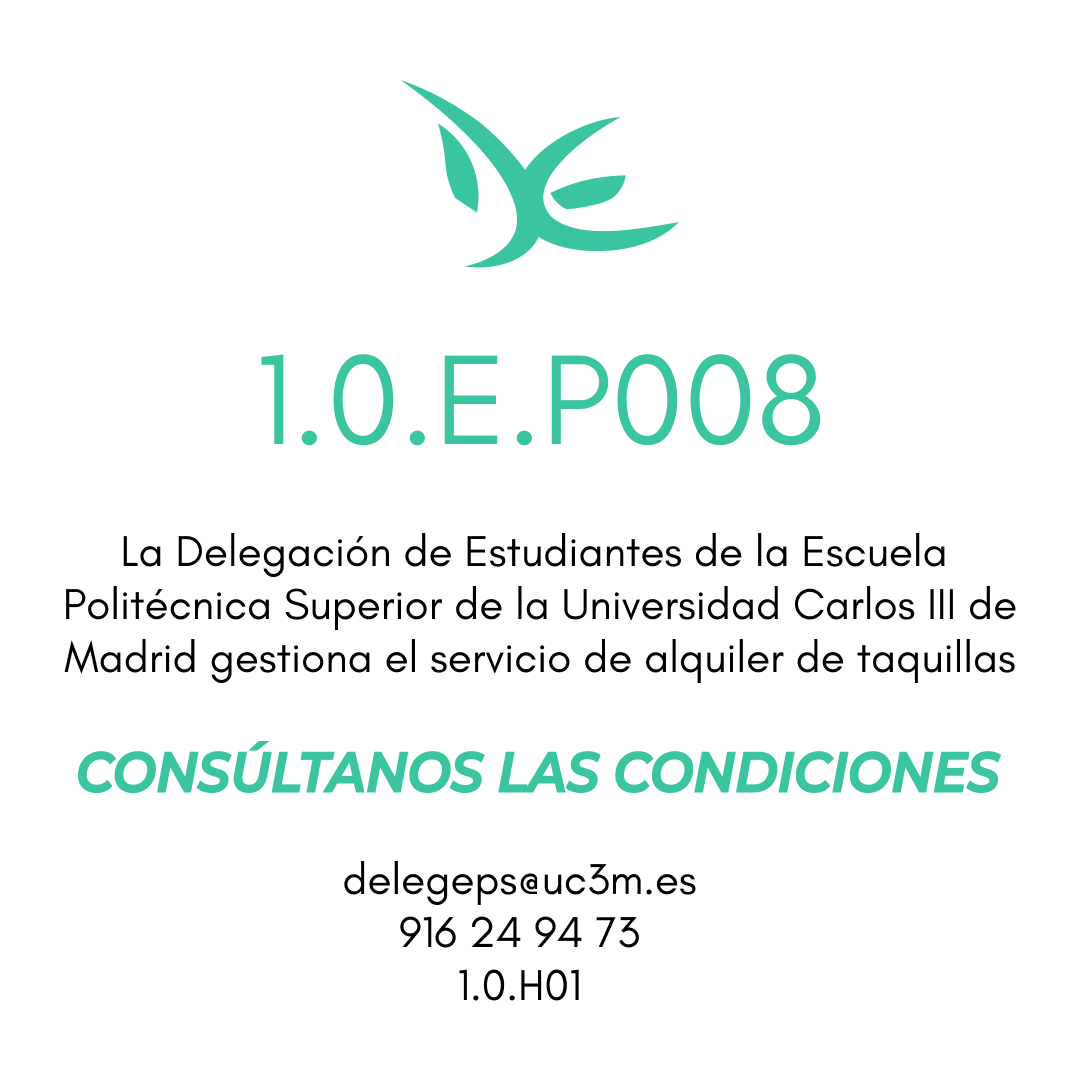 1.0.E.P008
La Delegación de Estudiantes de la Escuela
Politécnica Superior de la Universidad Carlos III de
Madrid gestiona el servicio de alquiler de taquillas
CONSÚLTANOS LAS CONDICIONES
delegeps@uc3m.es
916 24 94 73
1.0.H01